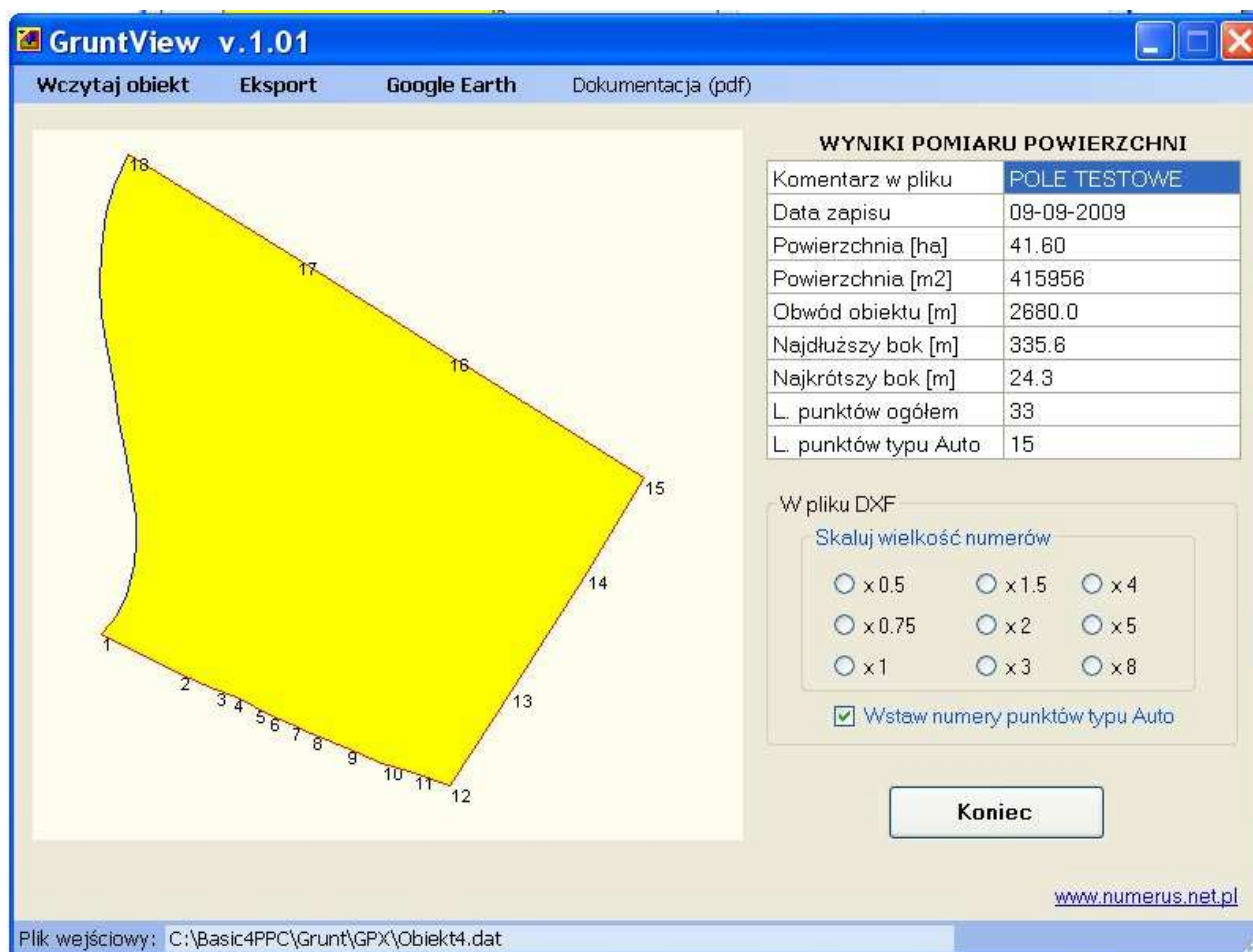 GruntView v.1.01
Wczytaj obiekt Eksport Google Earth Dokumentacja (pdf)
18
17
16
15
14
13
12
11
10
9
8
7
6
5
4
3
2
1
WYNIKI POMIARU POWIERZCHNI
Komentarz w pliku POLE TESTOWE
Data zapisu 09-09-2009
Powierzchnia [ha] 41.60
Powierzchnia [m2] 415956
Obwód obiektu [m] 2680.0
Najdłuższy bok [m] 335.6
Najkrótszy bok [m] 24.3
L. punktów ogółem 33
L. punktów typu Auto 15
W pliku DXF
Skaluj wielkość numerów
x 0.5 x 1.5 x 4
x 0.75 x 2 x 5
x 1 x 3 x 8
Wstaw numery punktów typu Auto
Koniec
www.numerus.net.pl
Plik wejściowy: C:\Basic4PPC\Grunt\GPX\Obiekt4.dat